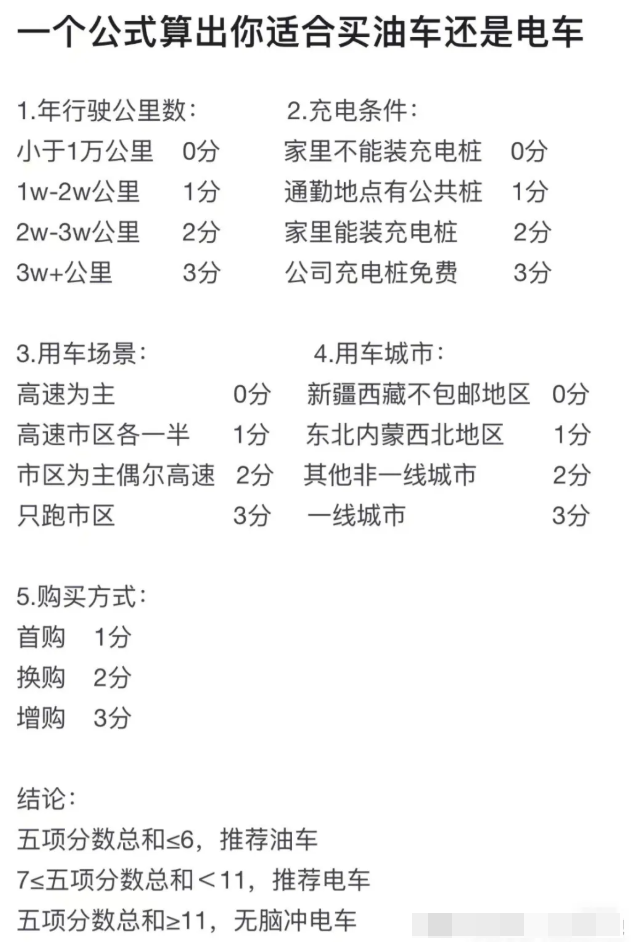 一个公式算出你适合买油车还是电车
1.年行驶公里数：
小于1万公里 0分
1w-2w公里 1分
2w-3w公里 2分
3w+公里 3分
2.充电条件：
家里不能装充电桩 0分
通勤地点有公共桩 1分
家里能装充电桩 2分
公司充电桩免费 3分
3.用车场景：
高速为主 0分
高速市区各一半 1分
市区为主偶尔高速 2分
只跑市区 3分
4.用车城市：
新疆西藏不包邮地区 0分
东北内蒙西北地区 1分
其他非一线城市 2分
一线城市 3分
5.购买方式：
首购 1分
换购 2分
增购 3分
结论：
五项分数总和≤6，推荐油车
7≤五项分数总和＜11，推荐电车
五项分数总和≥11，无脑冲电车